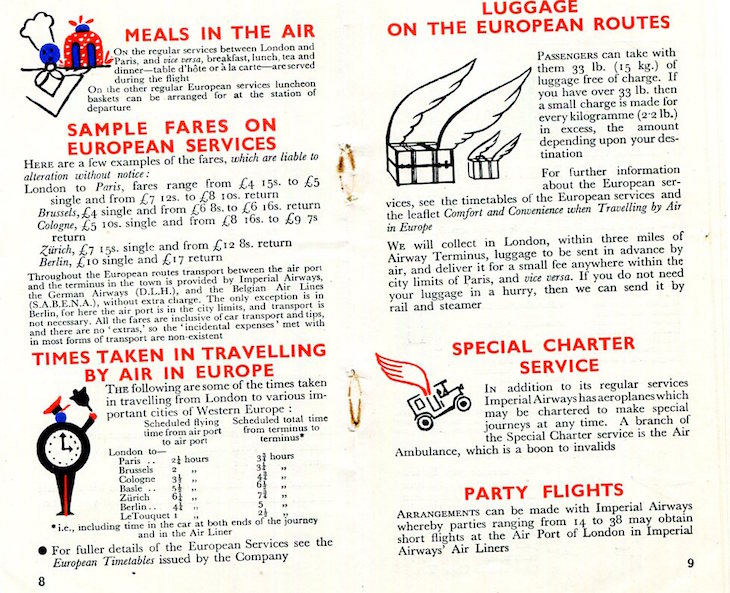 MEALS IN THE AIR
ON the regular services between London and
Paris, and vice versa, breakfast, lunch, tea and
dinner—table d'hôte or à la carte—are served
during the flight
On the other regular European services luncheon
baskets can be arranged for at the station of
departure
SAMPLE FARES ON
EUROPEAN SERVICES
HERE are a few examples of the fares, which are liable to
alteration without notice:
London to Paris, fares range from £4 15s. to £5
single and from £7 12s. to £8 10s. return
Brussels, £4 single and from £6 8s. to £6 16s. return
Cologne, £5 10s. single and from £8 16s. to £9 7s
return
Zürich, £7 15s. single and from £12 8s. return
Berlin, £10 single and £17 return
Throughout the European routes transport between the air port
and the terminus in the town is provided by Imperial Airways,
the German Airways (D.L.H.), and the Belgian Air Lines
(S.A.B.E.N.A.), without extra charge. The only exception is in
Berlin, for here the air port is in the city limits, and transport is
not necessary. All the fares are inclusive of car transport and tips,
and there are no 'extras,' so the 'incidental expenses' met with
in most forms of transport are non-existent
TIMES TAKEN IN TRAVELLING
BY AIR IN EUROPE
THE following are some of the times taken
in travelling from London to various im-
portant cities of Western Europe:
Scheduled flying Scheduled total time
time from air port from terminus to
to air port terminus*
London to—
Paris .. 2¼ hours 3¾ hours
Brussels 2 ,, ,,
Cologne 3½ ,, ,,
Basle .. 5½ ,, ,,
Zürich ,, ,,
Berlin .. ,, 5 ,,
Le Touquet 1 ,, ,,
*i.e., including time in the car at both ends of the journey
and in the Air Liner
● For fuller details of the European Services see the
European Timetables issued by the Company
8
LUGGAGE
ON THE EUROPEAN ROUTES
PASSENGERS can take with
them 33 lb. (15 kg.) of
luggage free of charge. If
you have over 33 lb. then
a small charge is made for
every kilogramme (2·2 lb.)
in excess, the amount
depending upon your des-
tination
For further information
about the European ser-
vices, see the timetables of the European services and
the leaflet Comfort and Convenience when Travelling by Air
in Europe
WE will collect in London, within three miles of
Airway Terminus, luggage to be sent in advance by
air, and deliver it for a small fee anywhere within the
city limits of Paris, and vice versa. If you do not need
your luggage in a hurry, then we can send it by
rail and steamer
SPECIAL CHARTER
SERVICE
IN addition to its regular services
Imperial Airways has aeroplanes which
may be chartered to make special
journeys at any time. A branch of
the Special Charter service is the Air
Ambulance, which is a boon to invalids
PARTY FLIGHTS
ARRANGEMENTS can be made with Imperial Airways
whereby parties ranging from 14 to 38 may obtain
short flights at the Air Port of London in Imperial
Airways' Air Liners
9